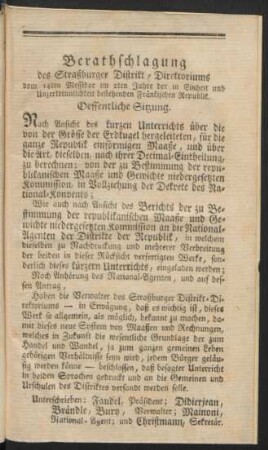 Berathschlagung
des Straßburger Distrikt-Direktoriums
vom 14ten Messidor im 2ten Jahre der in Einheit und
Unzertrennlichkeit bestehenden Fränkischen Republik.
Oeffentliche Sitzung.
Nach Ansicht des kurzen Unterrichts über die
von der Grösse der Erdkugel hergeleiteten, für die
ganze Republik einförmigen Maaße, und über
die Art, dieselben, nach ihrer Decimal-Eintheilung,
zu berechnen: von der zu Bestimmung der repu-
blikanischen Maaße und Gewichte niedergesetzten
Kommission, in Vollziehung der Dekrete des Na-
tional-Konvents;
Wie auch nach Ansicht des Berichts der zu Be-
stimmung der republikanischen Maaße und Ge-
wichte niedergesetzten Kommission an die National-
Agenten der Distrikte der Republik, in welchem
dieselben zu Nachdruckung und mehrerer Verbreitung
der beiden in dieser Rücksicht verfertigten Werke, son-
derlich dieses kürzern Unterrichts, eingeladen werden;
Nach Anhörung des National-Agenten, und auf des-
sen Antrag,
Haben die Verwalter des Straßburger Distrikts-Di-
rektoriums — in Erwägung, daß es wichtig ist, dieses
Werk so allgemein, als möglich, bekannt zu machen, da-
mit dieses neue System von Maaßen und Rechnungen,
welches in Zukunft die wesentliche Grundlage der zum
Handel und Wandel, ja zum ganzen gemeinen Leben
gehörigen Verhältnisse seyn wird, jedem Bürger geläu-
fig werden könne — beschlossen, daß besagter Unterricht
in beiden Sprachen gedruckt und an die Gemeinen und
Urschulen des Distriktes versandt werden solle.
Unterschrieben: Faudel, Präsident; Didierjean,
Brändle, Bury, Verwalter; Mainoni,
National-Agent; und Christmann, Sekretär.